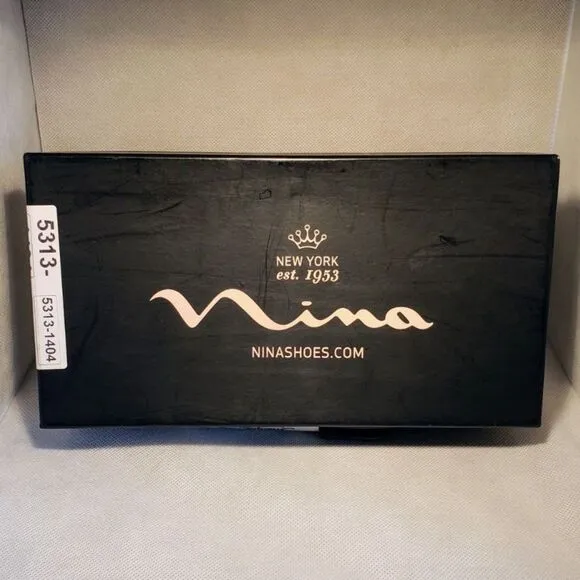 NEW YORK
est. 1953
Nina
NINASHOES.COM
5313-
5313-1404